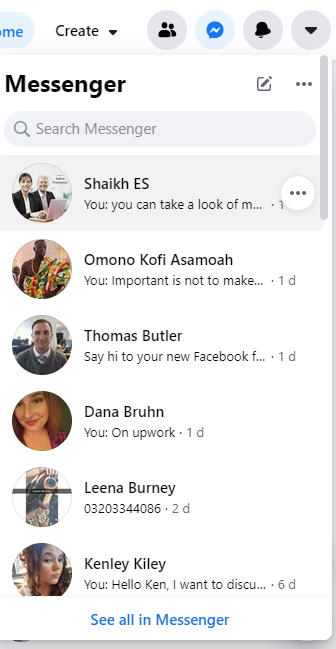 Create
Messenger
Search Messenger
Shaikh ES
You: you can take a look of m... · 1
Omono Kofi Asamoah
You: Important is not to make... · 1 d
Thomas Butler
Say hi to your new Facebook f... · 1 d
Dana Bruhn
You: On upwork · 1 d
Leena Burney
03203344086 · 2 d
Kenley Kiley
You: Hello Ken, I want to discu... · 6 d
See all in Messenger